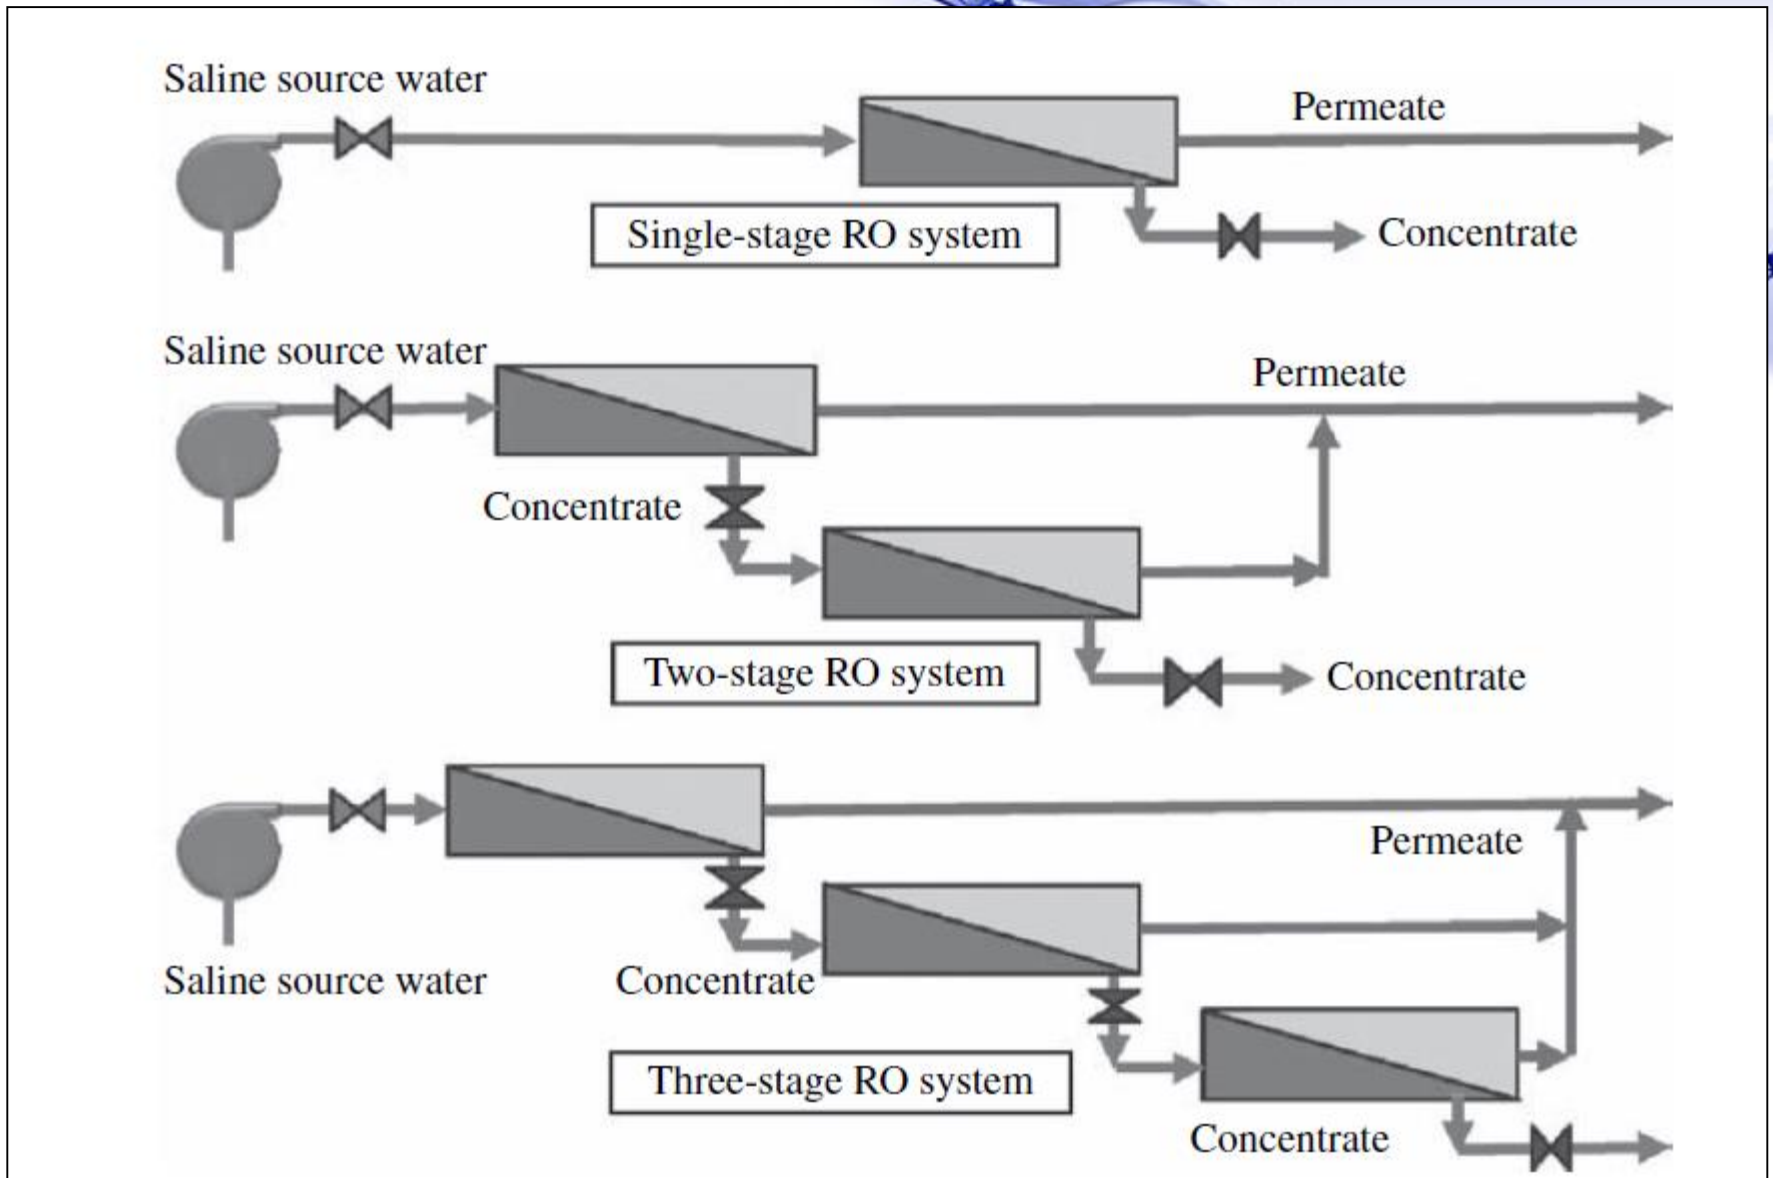 Saline source water
Permeate
Single-stage RO system
Concentrate
Saline source water
Permeate
Concentrate
Two-stage RO system
Concentrate
Permeate
Saline source water
Concentrate
Three-stage RO system
Concentrate